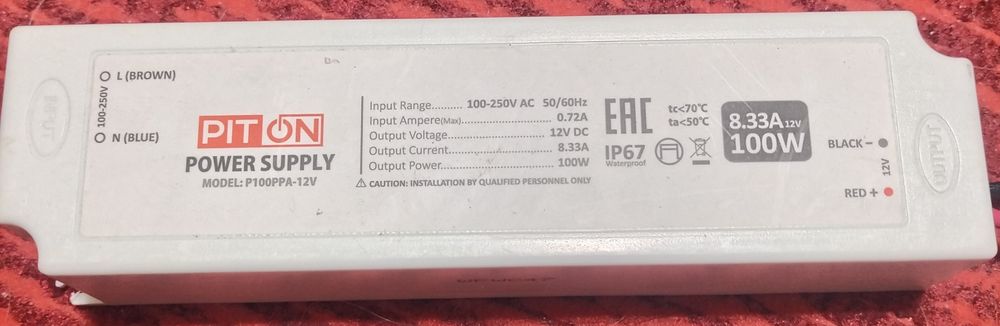 INPUT
L (BROWN)
100-250V
N (BLUE)
PITON
POWER SUPPLY
MODEL: P100PPA-12V
Input Range.......... 100-250V AC 50/60Hz
Input Ampere(Max)......................... 0.72A
Output Voltage.......................... 12V DC
Output Current........................... 8.33A
Output Power............................. 100W
⚠ CAUTION: INSTALLATION BY QUALIFIED PERSONNEL ONLY
EAC
IP67
Waterproof
tc<70℃
ta<50℃
8.33A 12V
100W
BLACK -
12V
RED +
OUTPUT